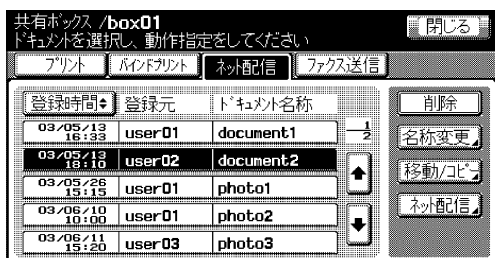 共有ボックス /box01
ドキュメントを選択し、動作指定をしてください
閉じる
プリント バインドプリント ネット配信 ファクス送信
登録時間 登録元 ドキュメント名称
03/05/13 16:33 user01 document1
03/05/13 18:10 user02 document2
03/05/26 15:15 user01 photo1
03/06/10 10:00 user01 photo2
03/06/11 15:20 user03 photo3
1/2
削除
名称変更
移動/コピー
ネット配信